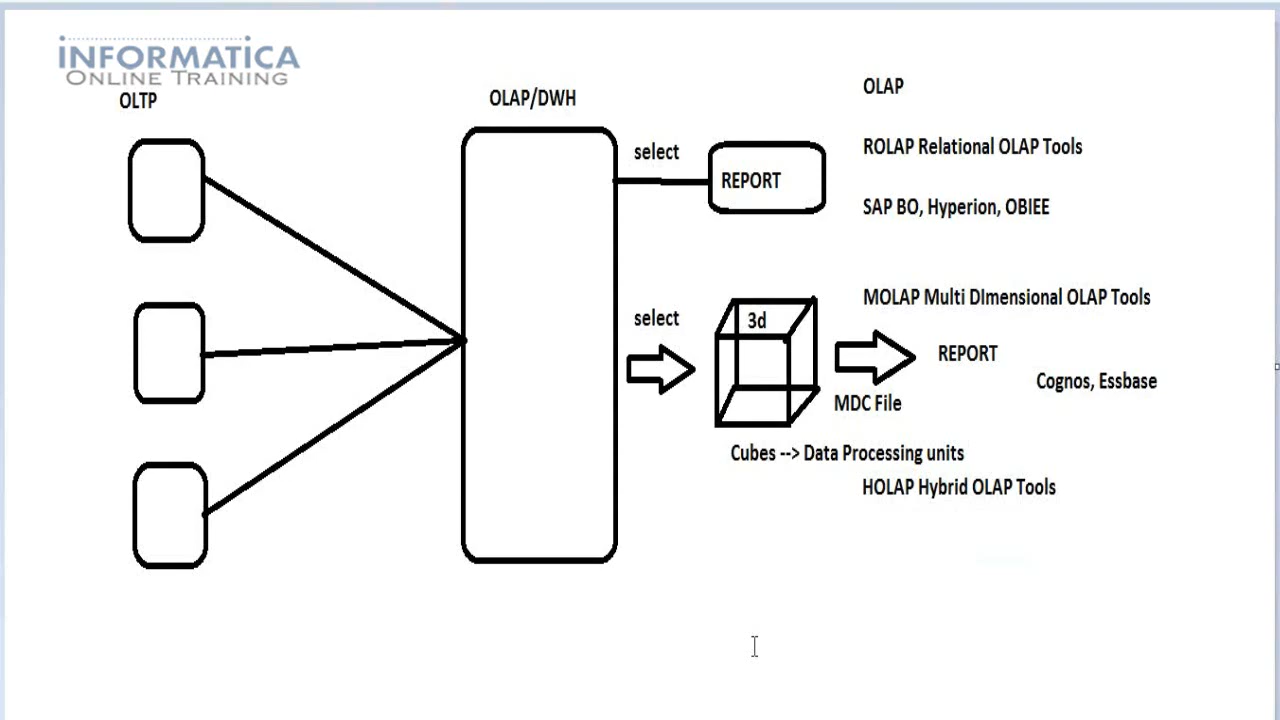 INFORMATICA
ONLINE TRAINING
OLTP
OLAP/DWH
OLAP
select
REPORT
ROLAP Relational OLAP Tools
SAP BO, Hyperion, OBIEE
MOLAP Multi DImensional OLAP Tools
select
3d
REPORT
Cognos, Essbase
MDC File
Cubes --> Data Processing units
HOLAP Hybrid OLAP Tools